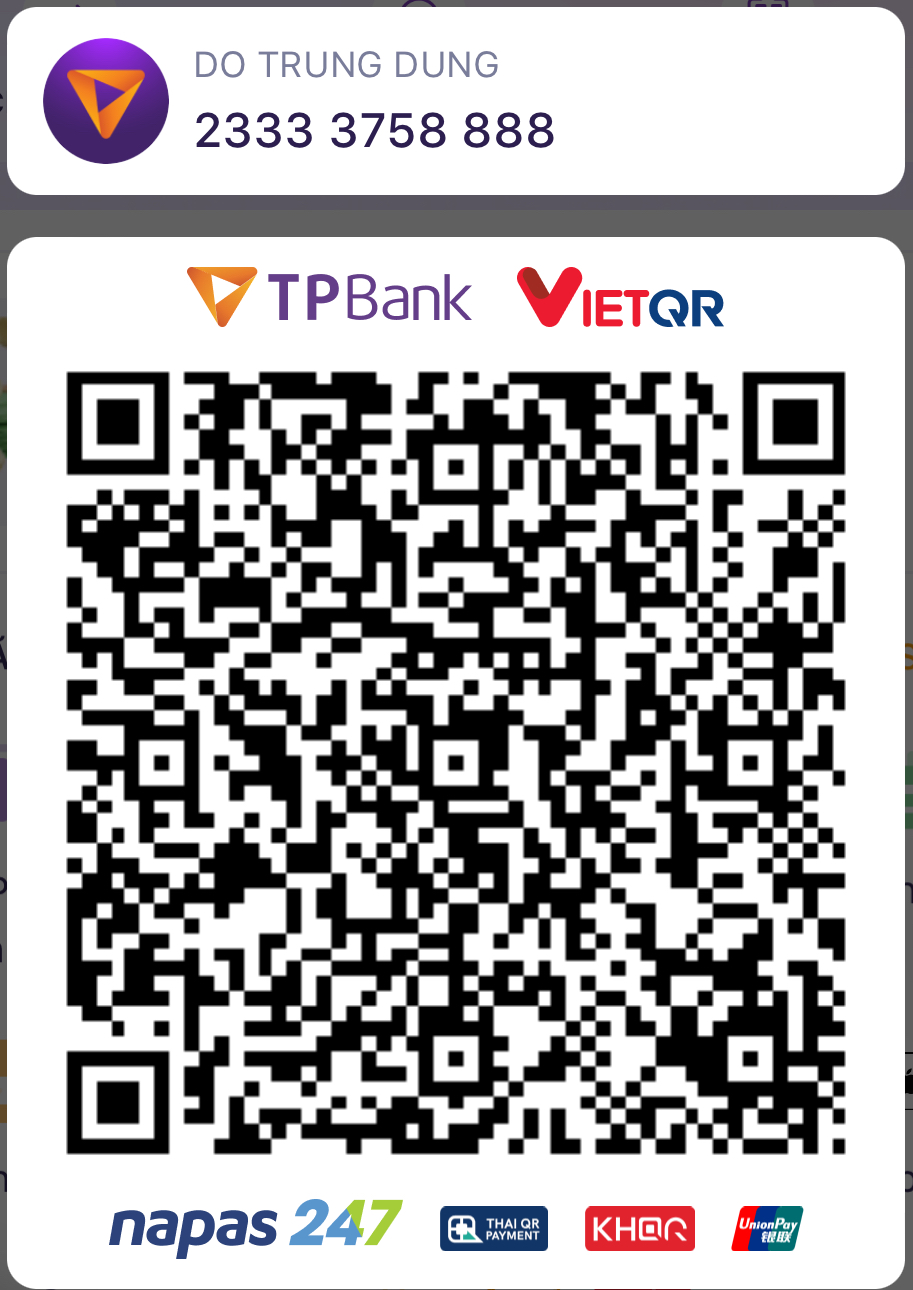 DO TRUNG DUNG
2333 3758 888
TPBank VIETQR
napas 247 THAI QR PAYMENT KHQR UnionPay 银联